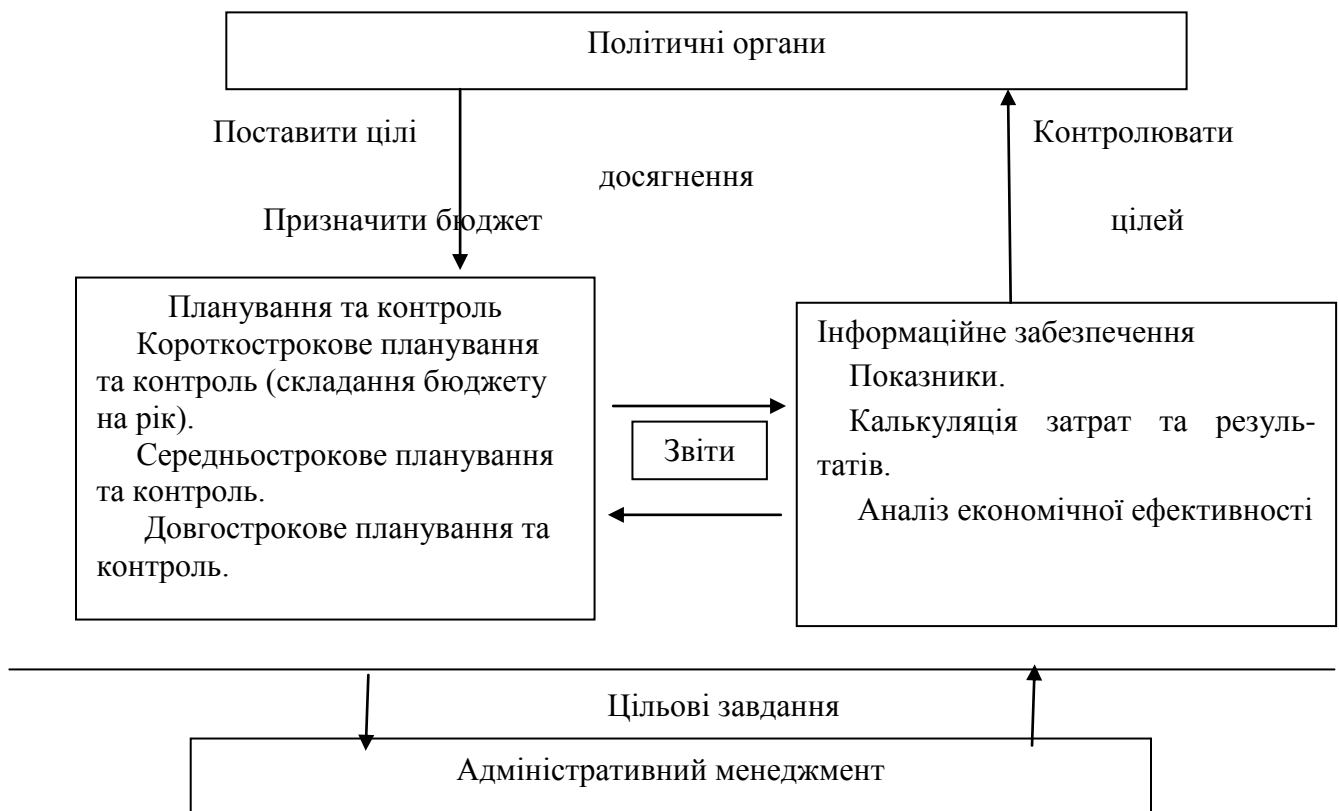 Політичні органи
Поставити цілі
Контролювати
досягнення
Призначити бюджет
цілей
Планування та контроль
Короткострокове планування
та контроль (складання бюджету
на рік).
Середньострокове планування
та контроль.
Довгострокове планування та
контроль.
Звіти
Інформаційне забезпечення
Показники.
Калькуляція затрат та резуль-
татів.
Аналіз економічної ефективності
Цільові завдання
Адміністративний менеджмент